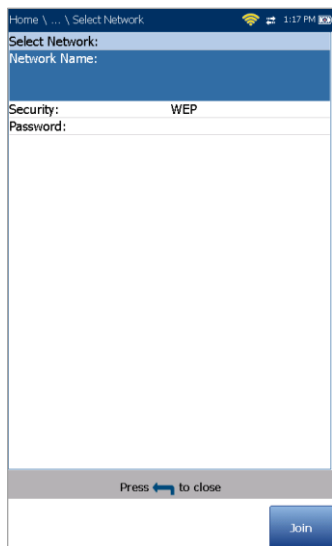 Home \ ... \ Select Network 1:17 PM
Select Network:
Network Name:
Security: WEP
Password:
Press to close
Join